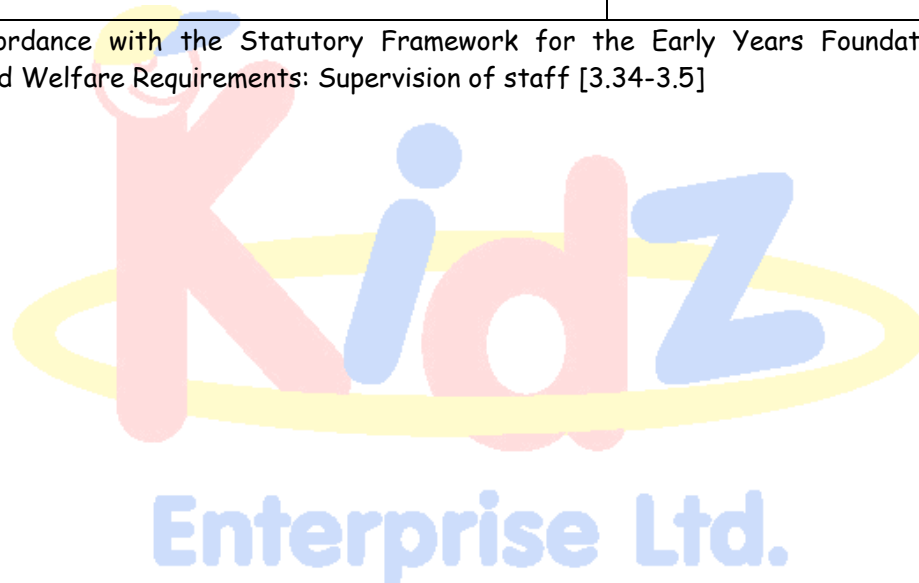 ordance with the Statutory Framework for the Early Years Foundat
d Welfare Requirements: Supervision of staff [3.34-3.5]
Kidz
Enterprise Ltd.